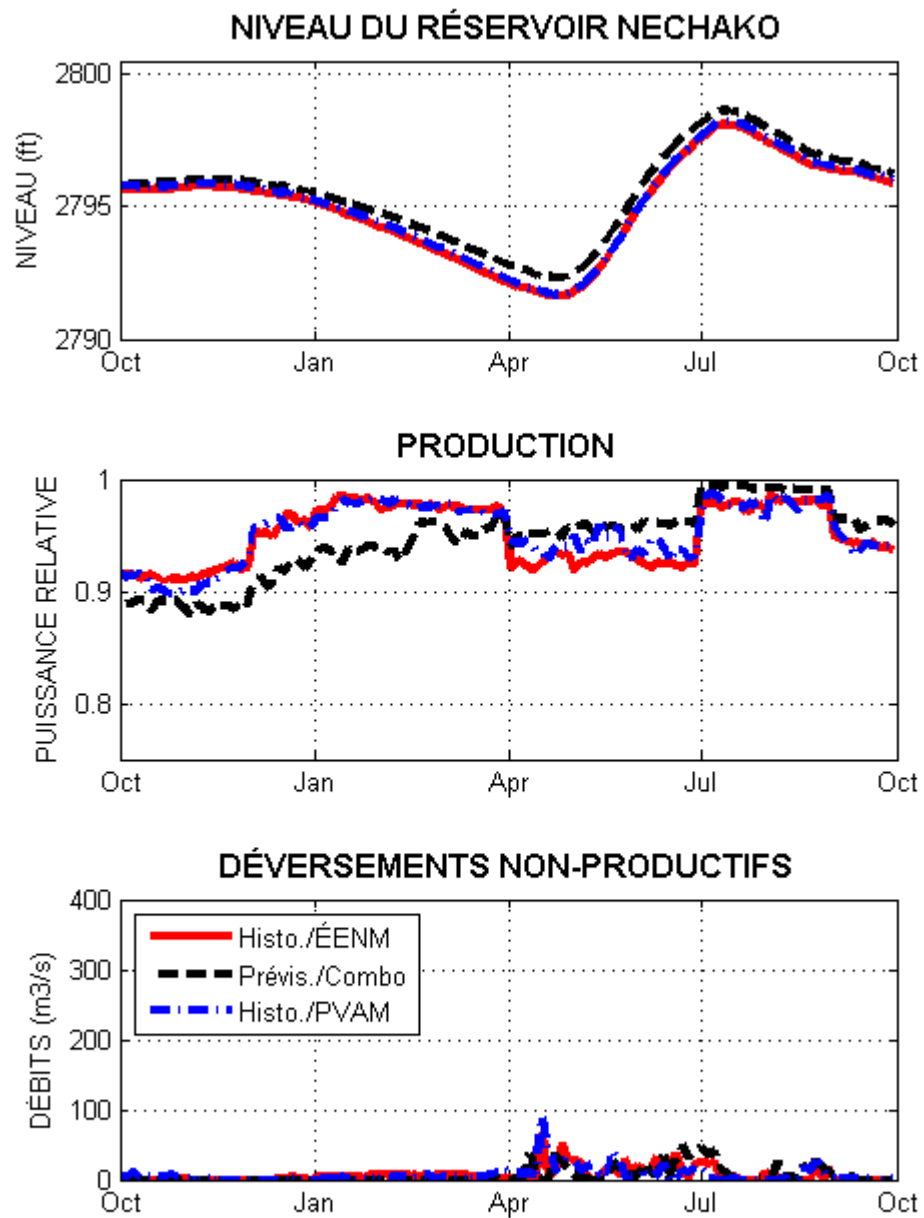 NIVEAU DU RÉSERVOIR NECHAKO
NIVEAU (ft)
2800
2795
2790
Oct
Jan
Apr
Jul
Oct
PRODUCTION
PUISSANCE RELATIVE
1
0.9
0.8
Oct
Jan
Apr
Jul
Oct
DÉVERSEMENTS NON-PRODUCTIFS
DÉBITS (m3/s)
400
300
200
100
0
Histo./ÉENM
Prévis./Combo
Histo./PVAM
Oct
Jan
Apr
Jul
Oct